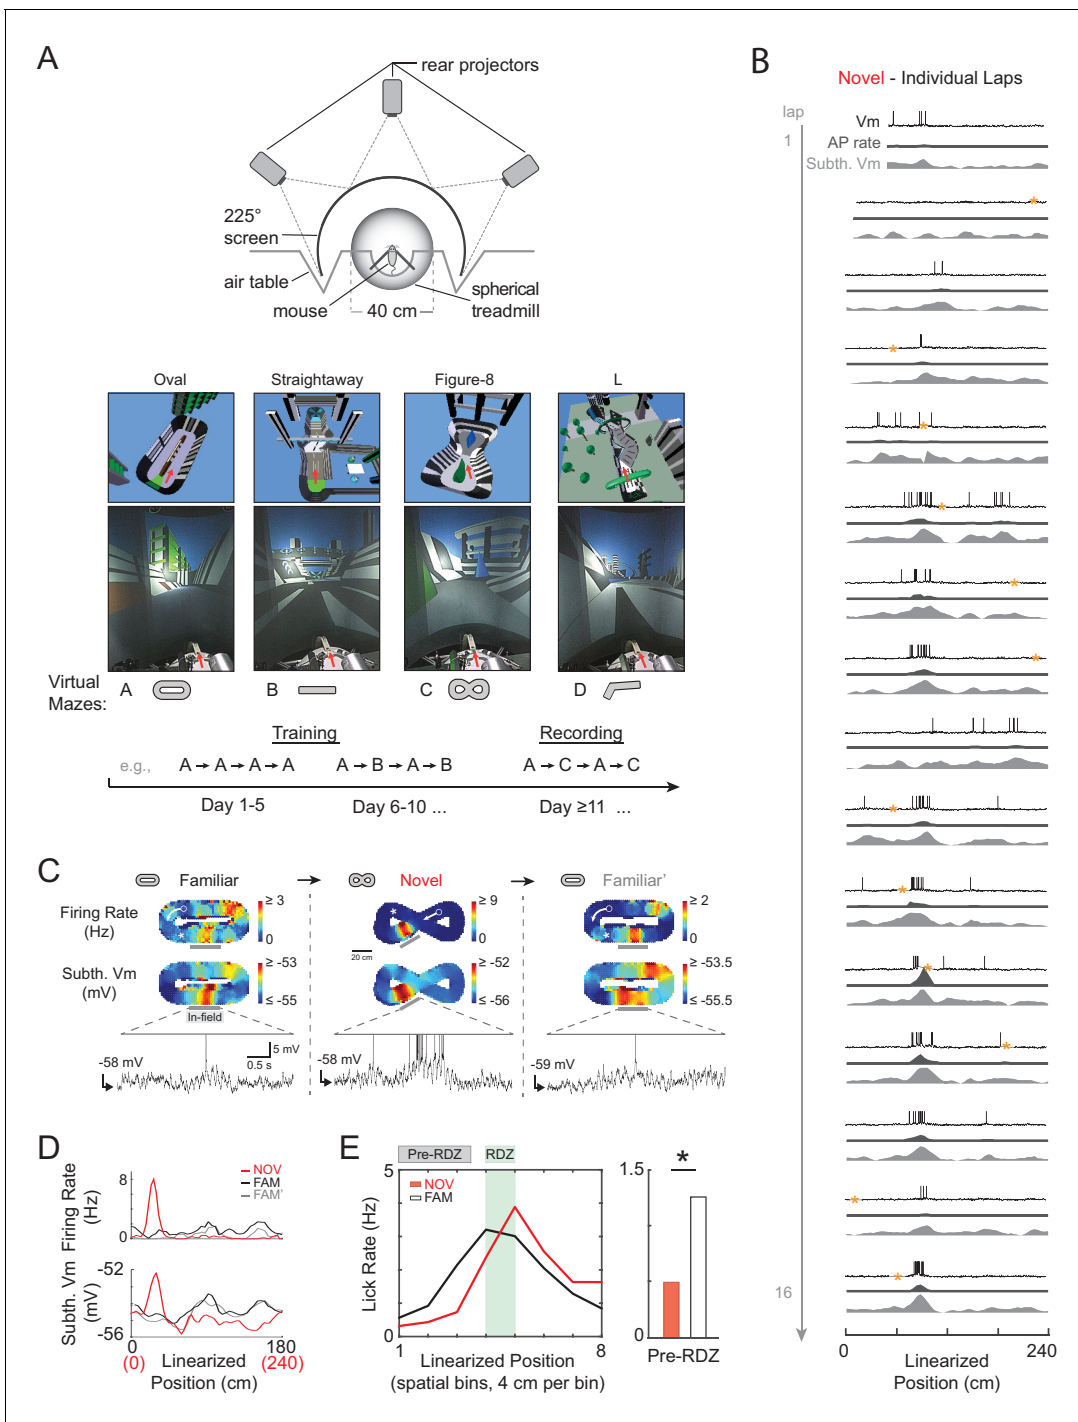 A
rear projectors
225°
screen
air table
mouse
40 cm
spherical
treadmill
Oval
Straightaway
Figure-8
L
Virtual
Mazes:
A
B
C
D
Training
Recording
e.g.,
A → A → A → A
A → B → A → B
A → C → A → C
Day 1-5
Day 6-10 ...
Day ≥11 ...
B
Novel - Individual Laps
lap
1
Vm
AP rate
Subth. Vm
*
*
*
*
*
*
*
*
*
*
*
*
16
0
240
Linearized
Position (cm)
C
Familiar
→
Novel
→
Familiar'
Firing Rate
(Hz)
≥ 3
0
*
≥ 9
0
*
≥ 2
0
*
20 cm
Subth. Vm
(mV)
≥ -53
≤ -55
≥ -52
≤ -56
≥ -53.5
≤ -55.5
In-field
-58 mV
5 mV
0.5 s
-58 mV
-59 mV
D
Firing Rate
(Hz)
8
0
NOV
FAM
FAM'
Subth. Vm
(mV)
-52
-56
0
180
(0)
(240)
Linearized
Position (cm)
E
Pre-RDZ
RDZ
5
0
Lick Rate (Hz)
NOV
FAM
1
8
Linearized Position
(spatial bins, 4 cm per bin)
1.5
0
*
Pre-RDZ